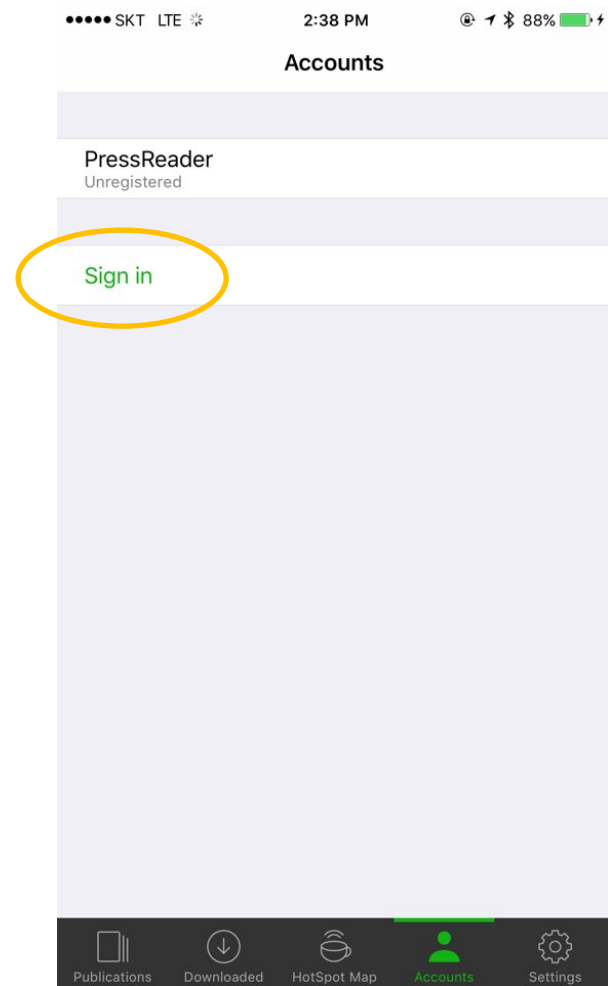 SKT LTE 2:38 PM 88%
Accounts
PressReader
Unregistered
Sign in
Publications Downloaded HotSpot Map Accounts Settings